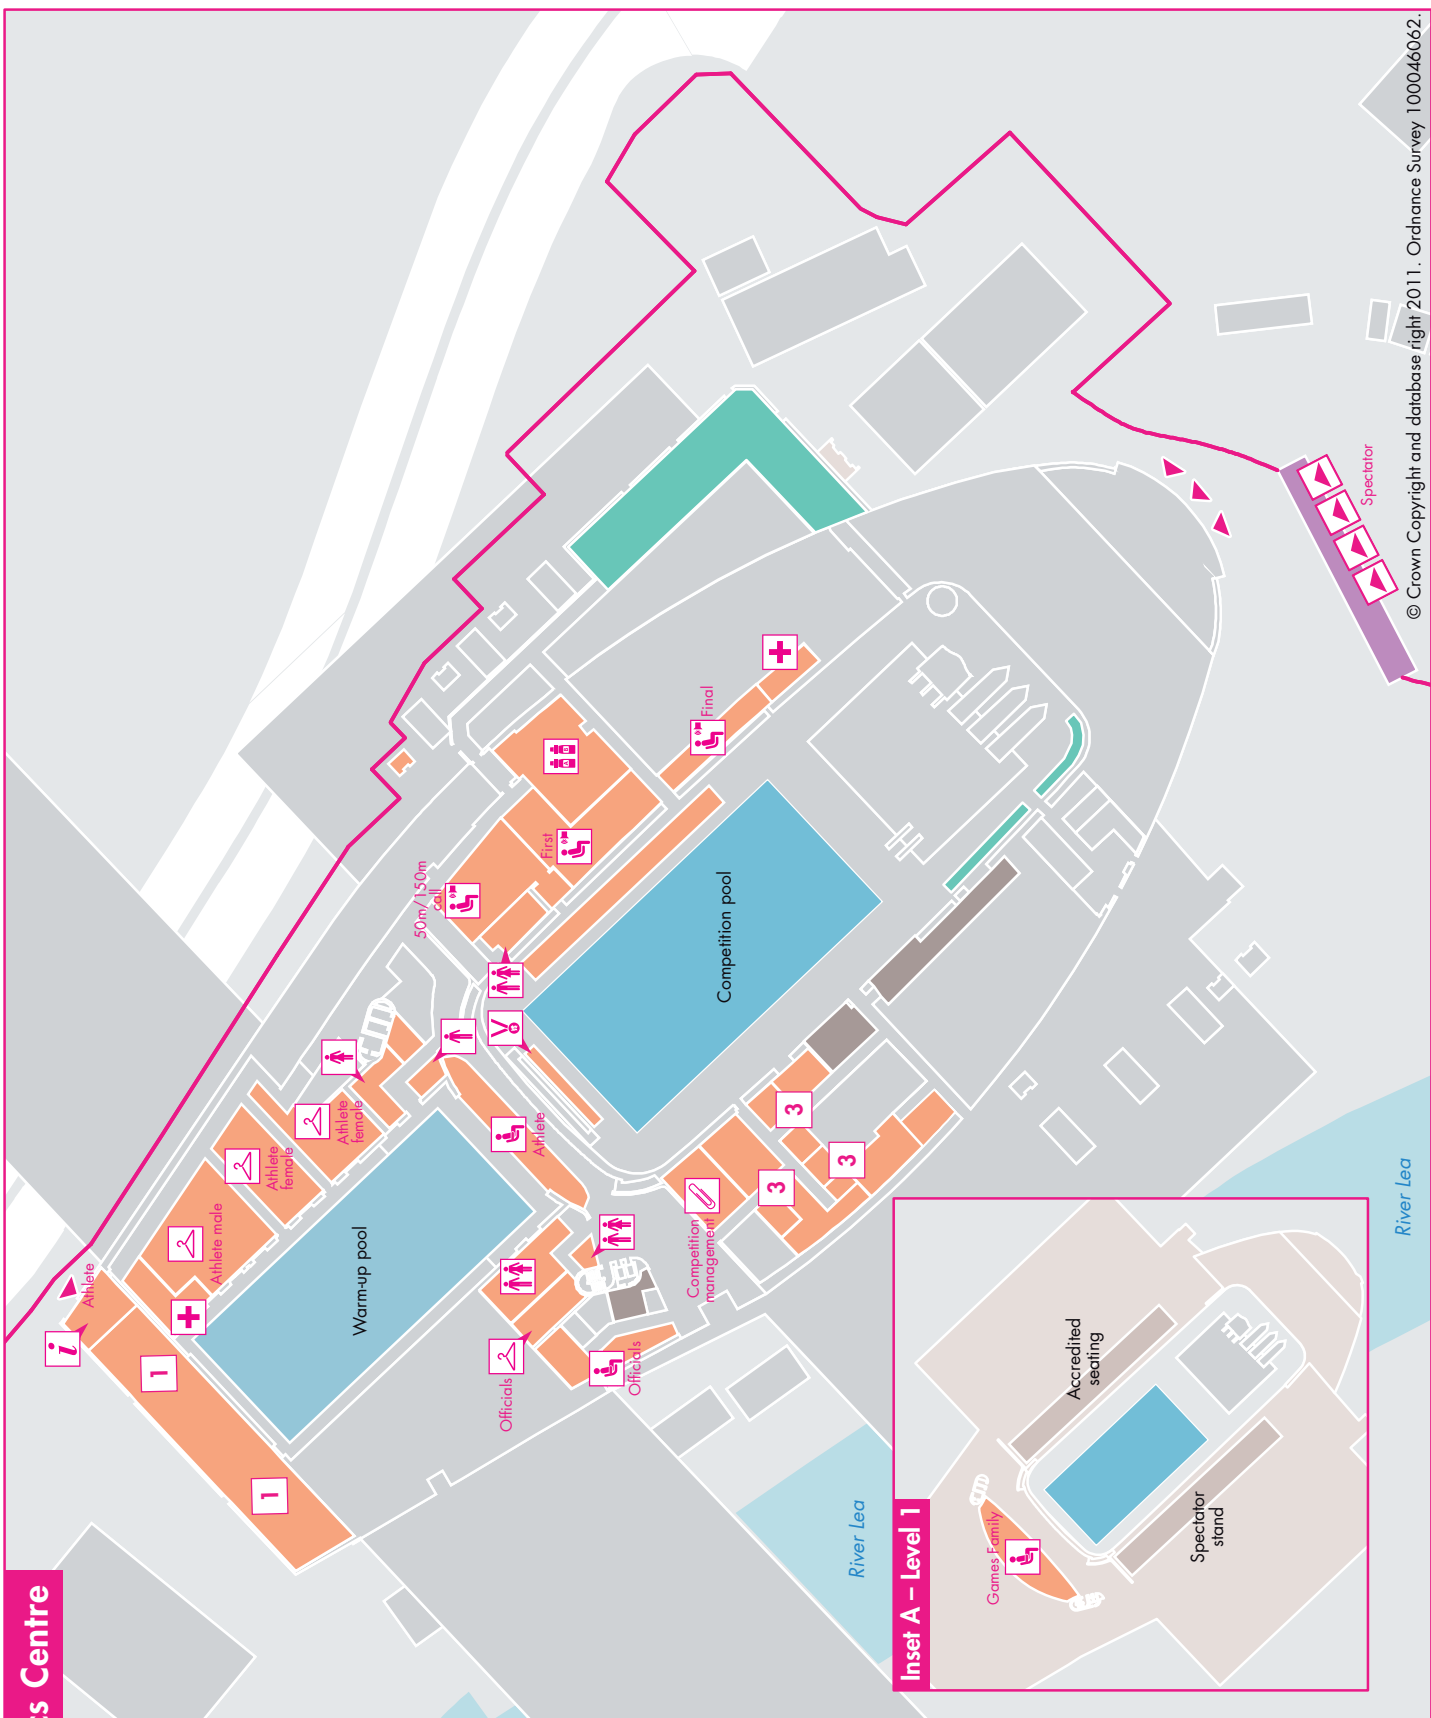 s Centre
© Crown Copyright and database right 2011. Ordnance Survey 100046062.
i
Athlete
1
1
Athlete male
Athlete
female
Athlete
female
Warm-up pool
50m/150m
call
First
Final
Athlete
Competition pool
Officials
Officials
Competition
management
3
3
3
Spectator
River Lea
River Lea
Inset A – Level 1
Games Family
Accredited
seating
Spectator
stand